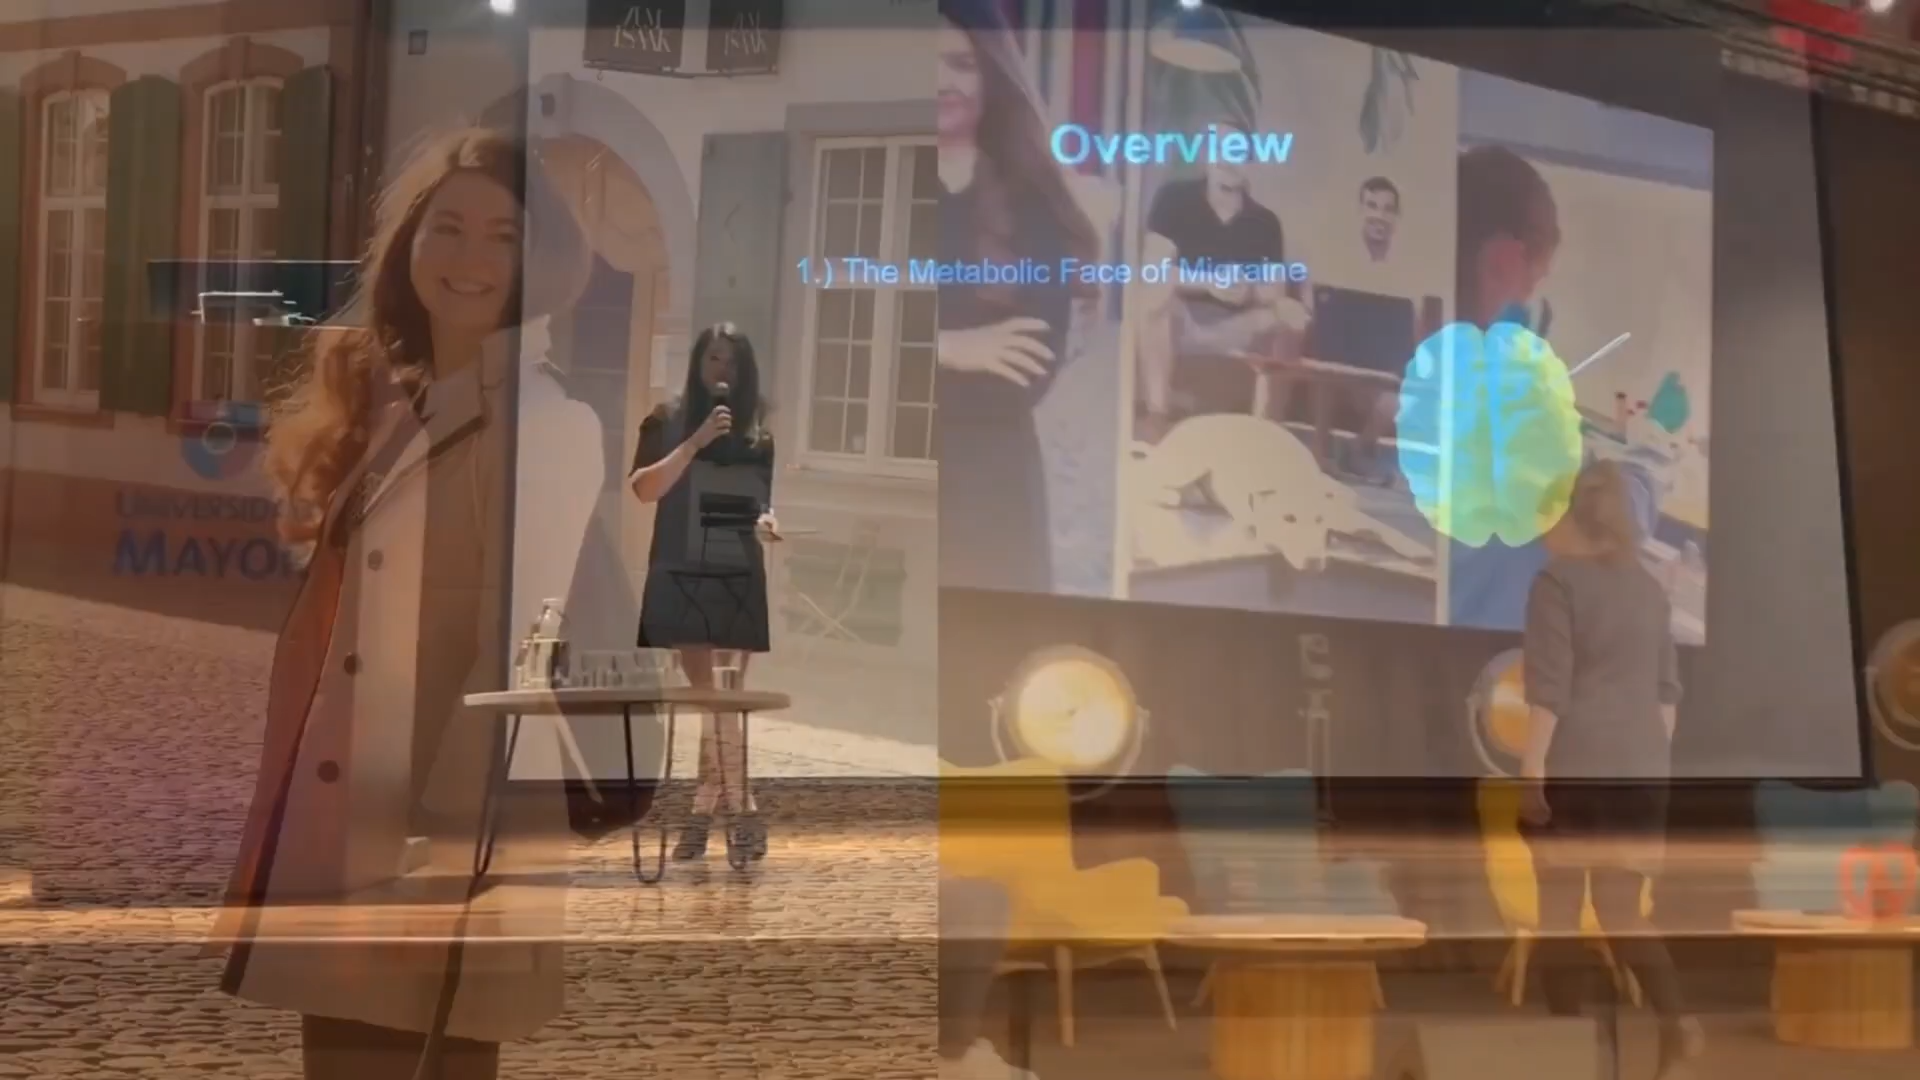 ZUM
ISAAK
ZUM
ISAAK
Overview
1.) The Metabolic Face of Migraine
UNIVERSIDAD
MAYOR